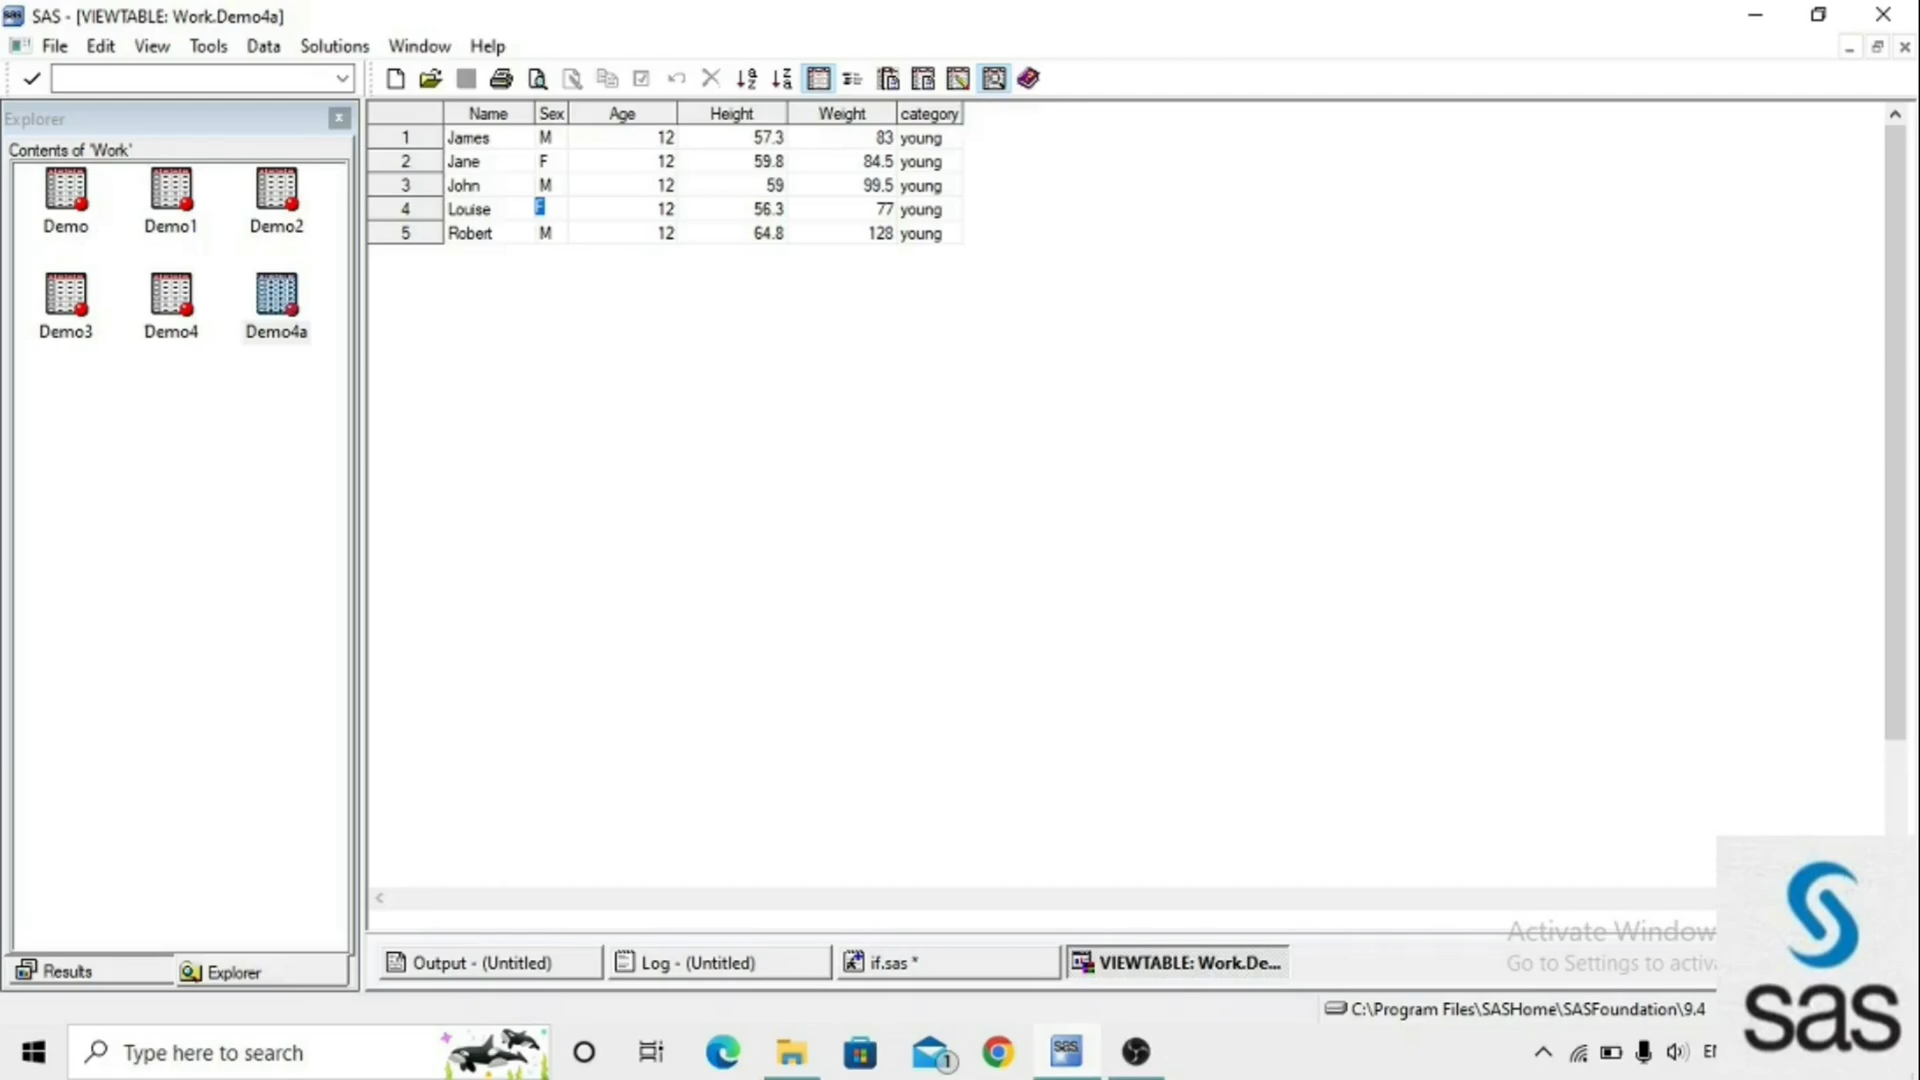 SAS - [VIEWTABLE: Work.Demo4a]
File Edit View Tools Data Solutions Window Help
Explorer
Contents of 'Work'
Demo Demo1 Demo2
Demo3 Demo4 Demo4a
Name Sex Age Height Weight category
1 James M 12 57.3 83 young
2 Jane F 12 59.8 84.5 young
3 John M 12 59 99.5 young
4 Louise F 12 56.3 77 young
5 Robert M 12 64.8 128 young
Activate Window
Go to Settings to activ
Results Explorer
Output - (Untitled) Log - (Untitled) if.sas * VIEWTABLE: Work.De...
C:\Program Files\SASHome\SASFoundation\9.4
sas
Type here to search
1
sas
EN